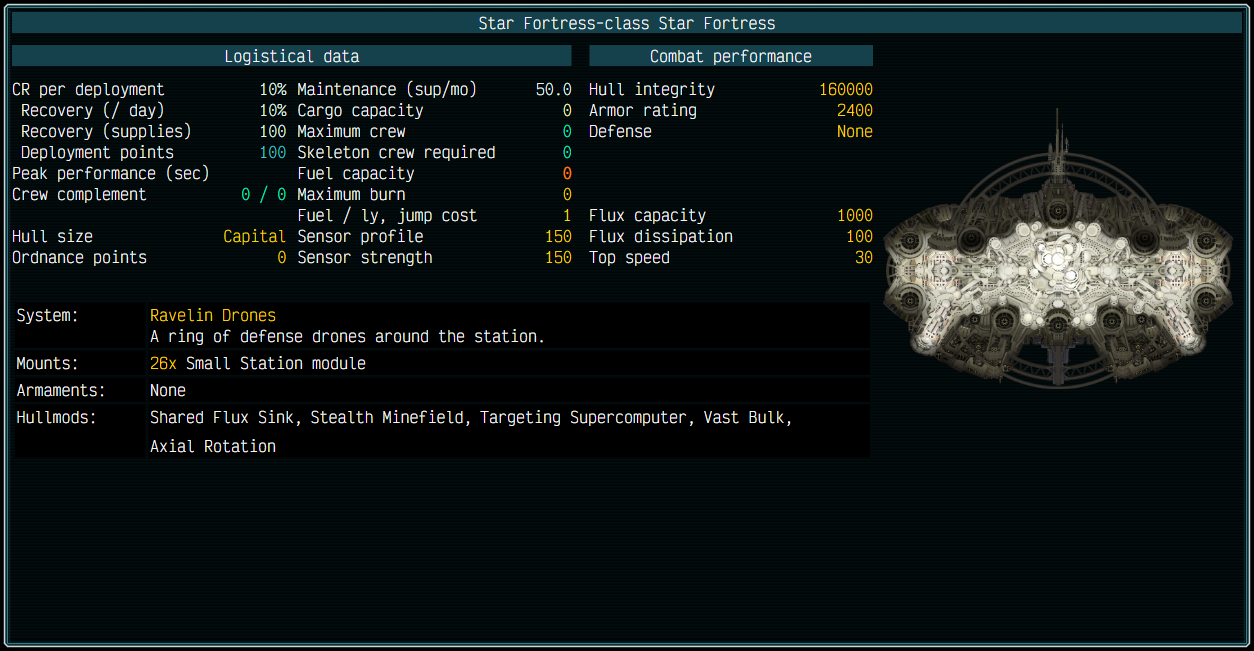 Star Fortress-class Star Fortress
Logistical data
CR per deployment 10%
Recovery (/ day) 10%
Recovery (supplies) 100
Deployment points 100
Peak performance (sec)
Crew complement 0 / 0
Hull size Capital
Ordnance points 0
Maintenance (sup/mo) 50.0
Cargo capacity 0
Maximum crew 0
Skeleton crew required 0
Fuel capacity 0
Maximum burn 0
Fuel / ly, jump cost 1
Sensor profile 150
Sensor strength 150
Combat performance
Hull integrity 160000
Armor rating 2400
Defense None
Flux capacity 1000
Flux dissipation 100
Top speed 30
System: Ravelin Drones
A ring of defense drones around the station.
Mounts: 26x Small Station module
Armaments: None
Hullmods: Shared Flux Sink, Stealth Minefield, Targeting Supercomputer, Vast Bulk,
Axial Rotation